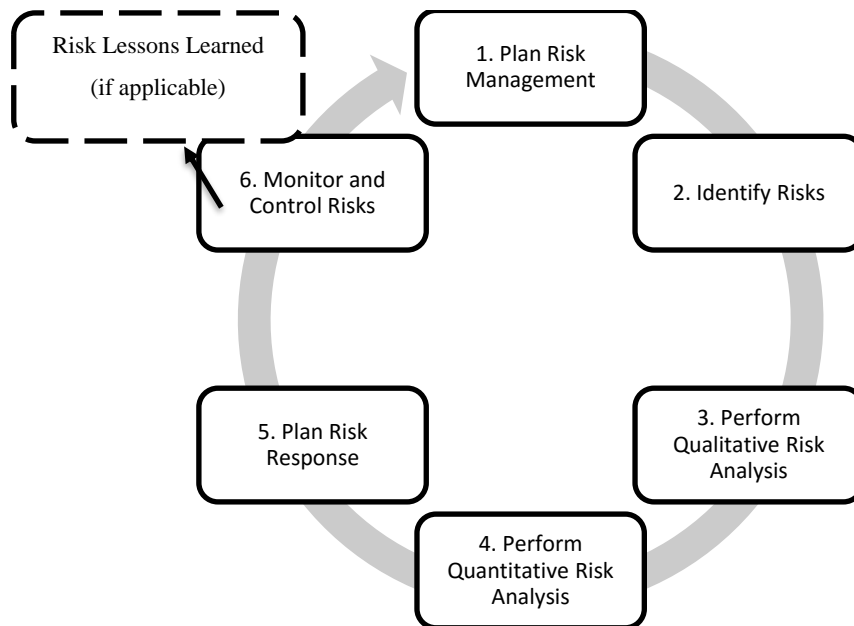 Risk Lessons Learned
(if applicable)
1. Plan Risk
Management
2. Identify Risks
3. Perform
Qualitative Risk
Analysis
4. Perform
Quantitative Risk
Analysis
5. Plan Risk
Response
6. Monitor and
Control Risks